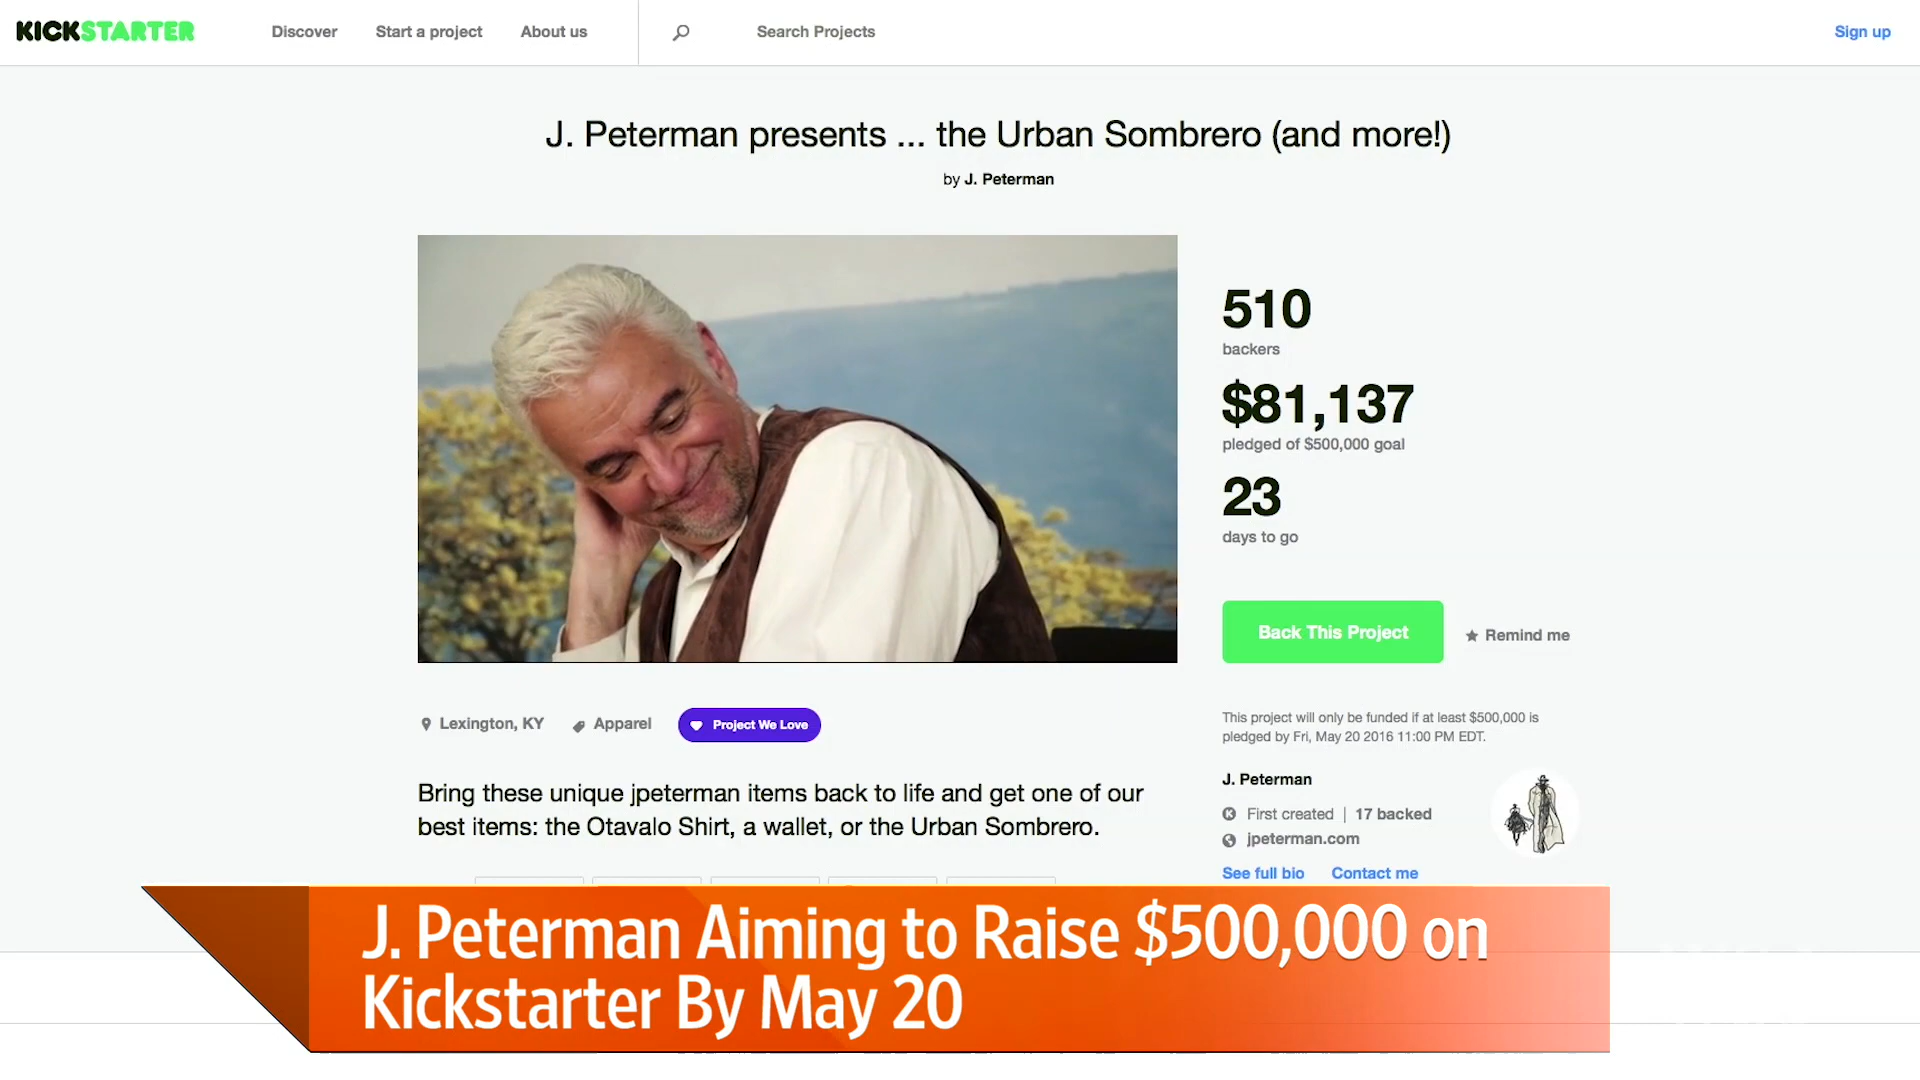 KICKSTARTER
Discover
Start a project
About us
Search Projects
Sign up
J. Peterman presents ... the Urban Sombrero (and more!)
by J. Peterman
510
backers
$81,137
pledged of $500,000 goal
23
days to go
Back This Project
Remind me
Lexington, KY
Apparel
Project We Love
This project will only be funded if at least $500,000 is
pledged by Fri, May 20 2016 11:00 PM EDT.
Bring these unique jpeterman items back to life and get one of our
best items: the Otavalo Shirt, a wallet, or the Urban Sombrero.
J. Peterman
First created | 17 backed
jpeterman.com
See full bio
Contact me
J. Peterman Aiming to Raise $500,000 on
Kickstarter By May 20